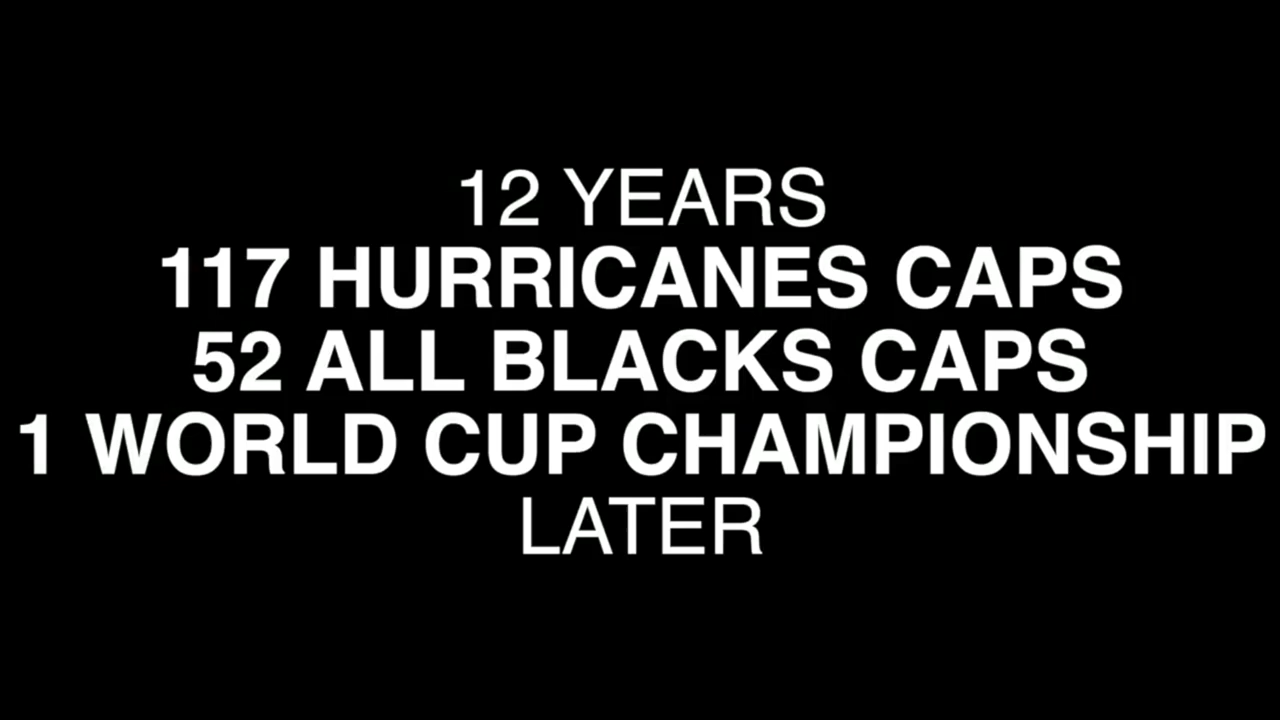 12 YEARS
117 HURRICANES CAPS
52 ALL BLACKS CAPS
1 WORLD CUP CHAMPIONSHIP
LATER